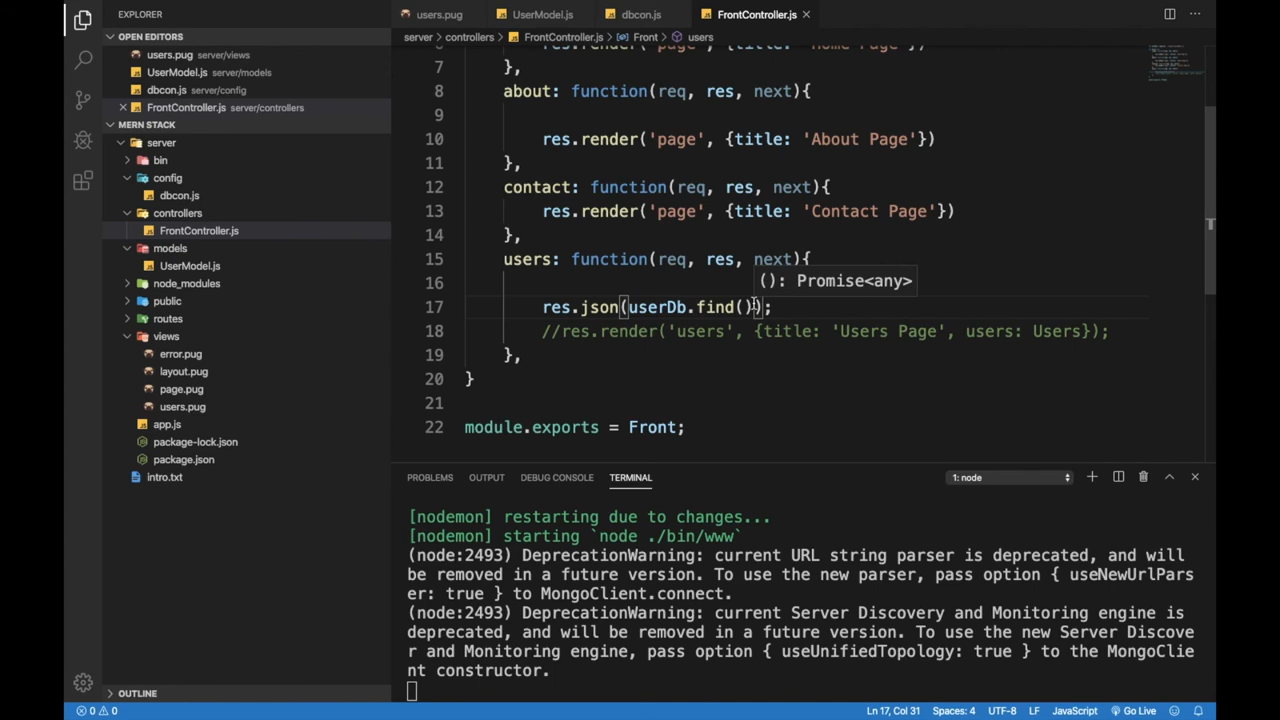 EXPLORER
users.pug
UserModel.js
dbcon.js
FrontController.js
OPEN EDITORS
users.pug server/views
UserModel.js server/models
dbcon.js server/config
FrontController.js server/controllers
MERN STACK
server
bin
config
dbcon.js
controllers
FrontController.js
models
UserModel.js
node_modules
public
routes
views
error.pug
layout.pug
page.pug
users.pug
app.js
package-lock.json
package.json
intro.txt
OUTLINE
server > controllers > FrontController.js > Front > users
6 res.render('page', {title: 'Home Page'})
7 },
8 about: function(req, res, next){
9
10 res.render('page', {title: 'About Page'})
11 },
12 contact: function(req, res, next){
13 res.render('page', {title: 'Contact Page'})
14 },
15 users: function(req, res, next){
16
(): Promise<any>
17 res.json(userDb.find());
18 //res.render('users', {title: 'Users Page', users: Users});
19 },
20 }
21
22 module.exports = Front;
PROBLEMS OUTPUT DEBUG CONSOLE TERMINAL 1: node
[nodemon] restarting due to changes...
[nodemon] starting `node ./bin/www`
(node:2493) DeprecationWarning: current URL string parser is deprecated, and will
be removed in a future version. To use the new parser, pass option { useNewUrlPars
er: true } to MongoClient.connect.
(node:2493) DeprecationWarning: current Server Discovery and Monitoring engine is
deprecated, and will be removed in a future version. To use the new Server Discove
r and Monitoring engine, pass option { useUnifiedTopology: true } to the MongoClie
nt constructor.
0 0 Ln 17, Col 31 Spaces: 4 UTF-8 LF JavaScript Go Live